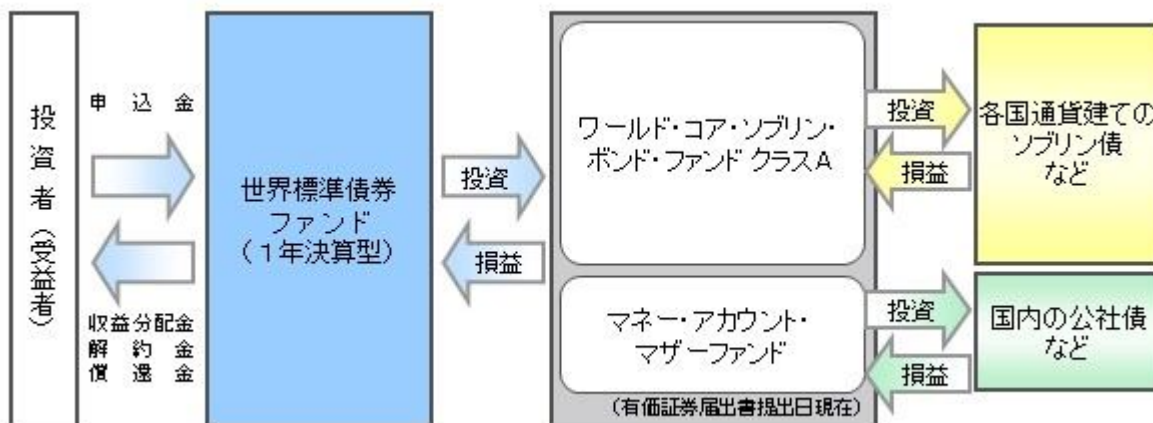 投資者（受益者）
申込金
収益分配金
解約金
償還金
世界標準債券
ファンド
（１年決算型）
投資
損益
ワールド・コア・ソブリン・
ボンド・ファンド クラスA
マネー・アカウント・
マザーファンド
（有価証券届出書提出日現在）
投資
損益
各国通貨建ての
ソブリン債
など
投資
損益
国内の公社債
など